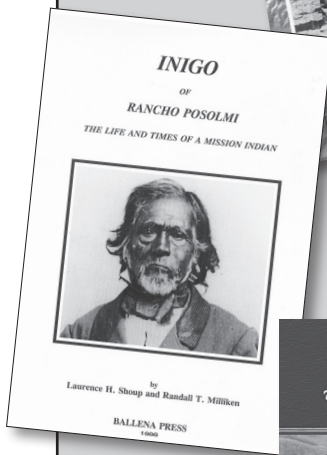 INIGO
OF
RANCHO POSOLMI
THE LIFE AND TIMES OF A MISSION INDIAN
by
Laurence H. Shoup and Randall T. Milliken
BALLENA PRESS